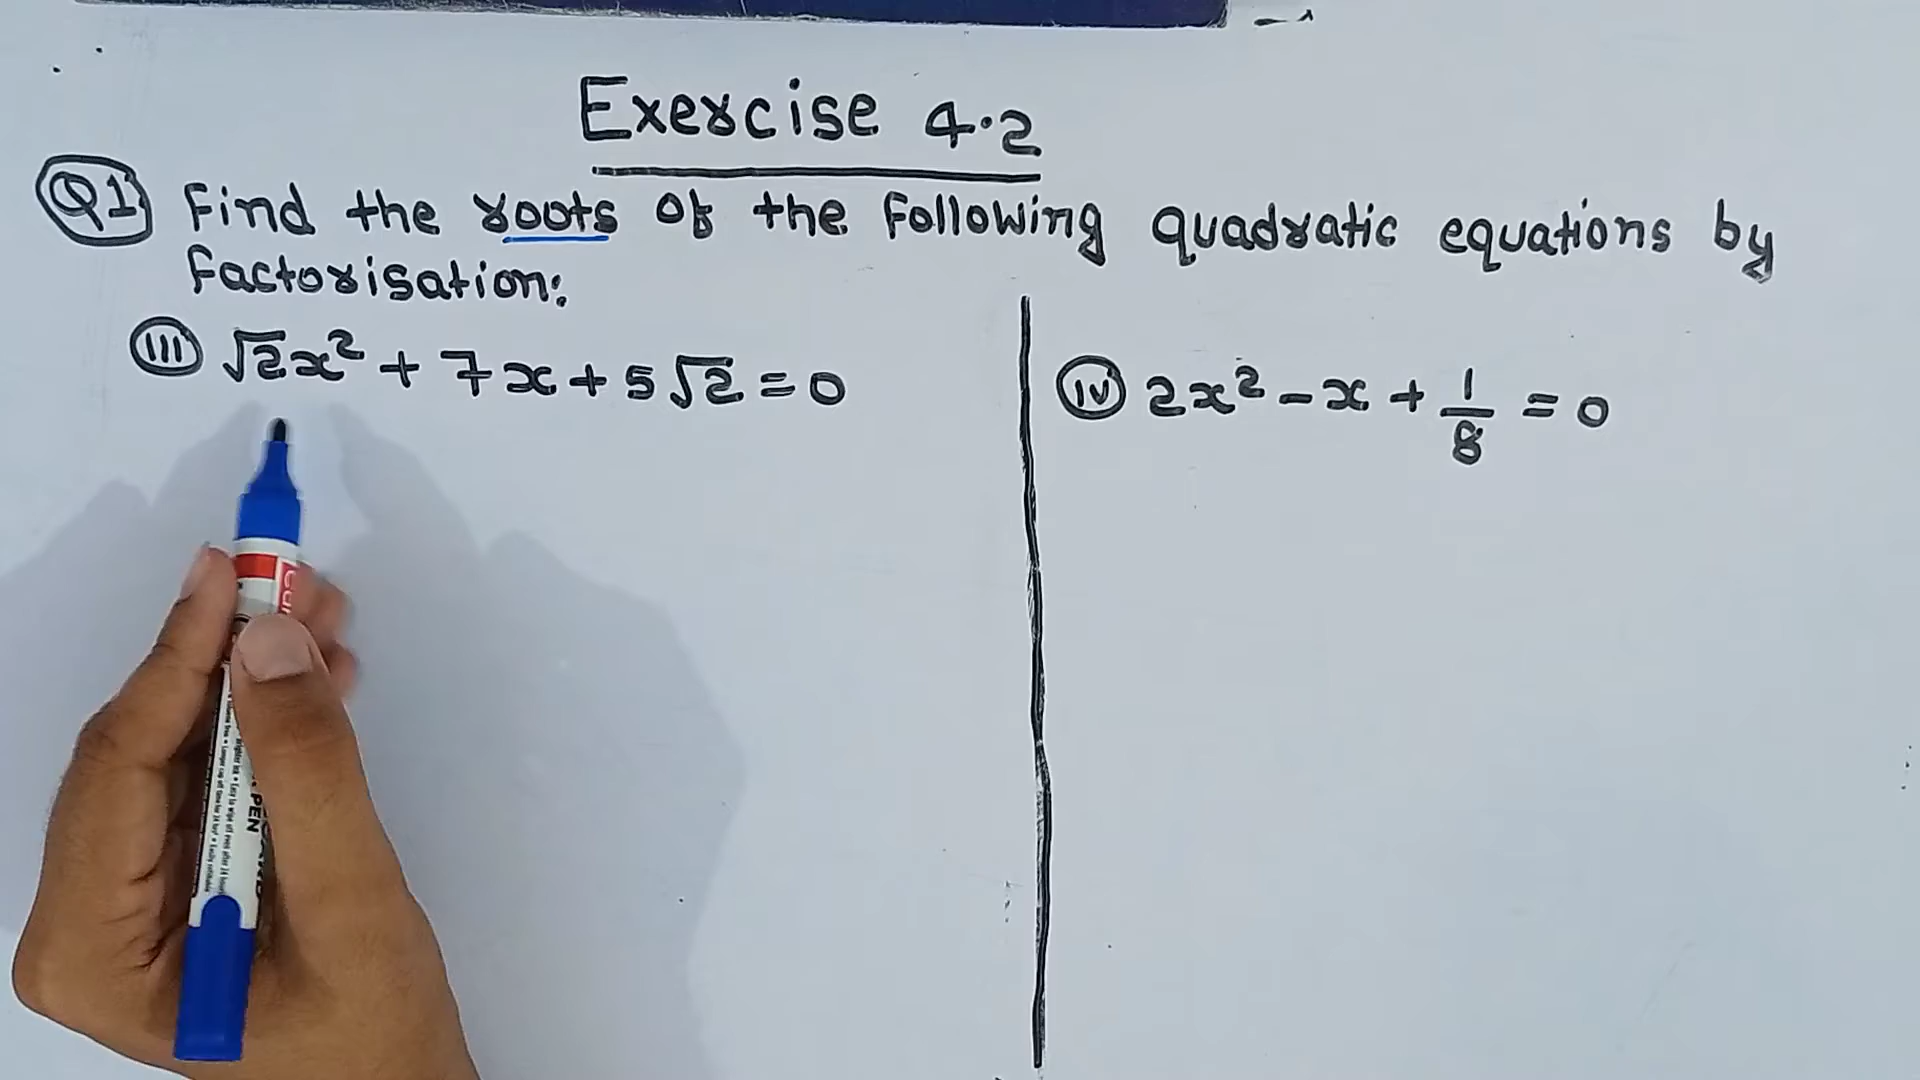 Exercise 4.2
Q1 Find the roots of the following quadratic equations by
factorisation:
(iii) √2x² + 7x + 5√2 = 0
(iv) 2x² - x + 1/8 = 0
PEN